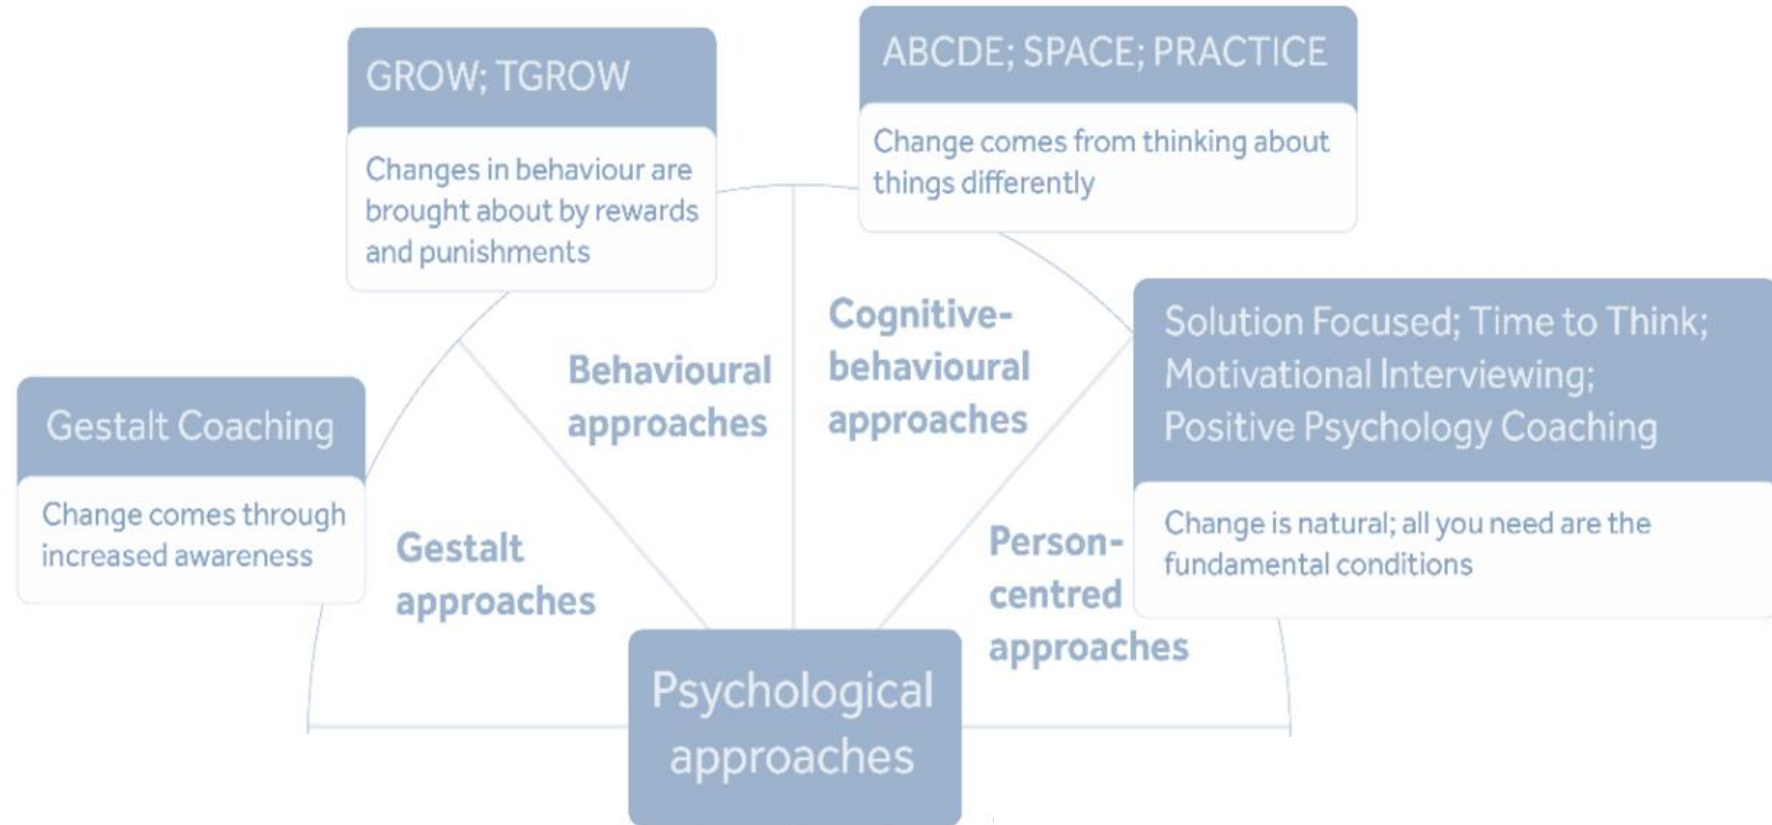 GROW; TGROW
Changes in behaviour are
brought about by rewards
and punishments
ABCDE; SPACE; PRACTICE
Change comes from thinking about
things differently
Gestalt Coaching
Change comes through
increased awareness
Solution Focused; Time to Think;
Motivational Interviewing;
Positive Psychology Coaching
Change is natural; all you need are the
fundamental conditions
Gestalt
approaches
Behavioural
approaches
Cognitive-
behavioural
approaches
Person-
centred
approaches
Psychological
approaches